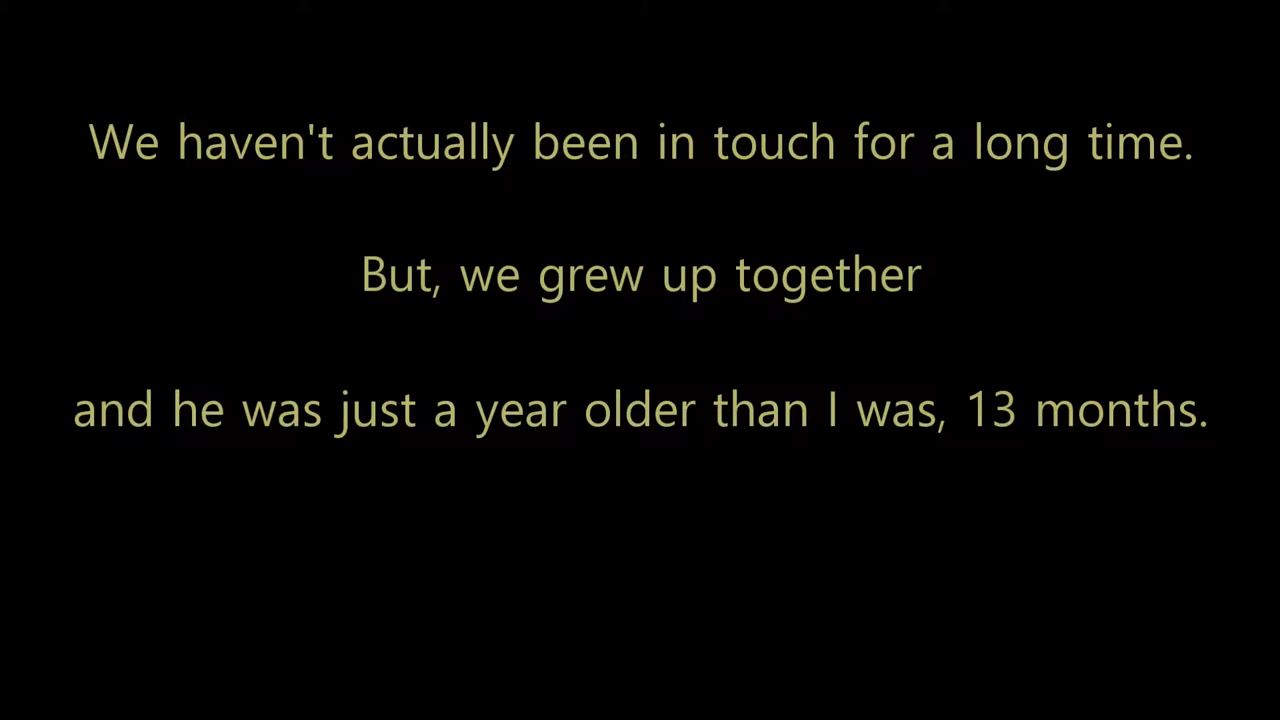 We haven't actually been in touch for a long time.
But, we grew up together
and he was just a year older than I was, 13 months.